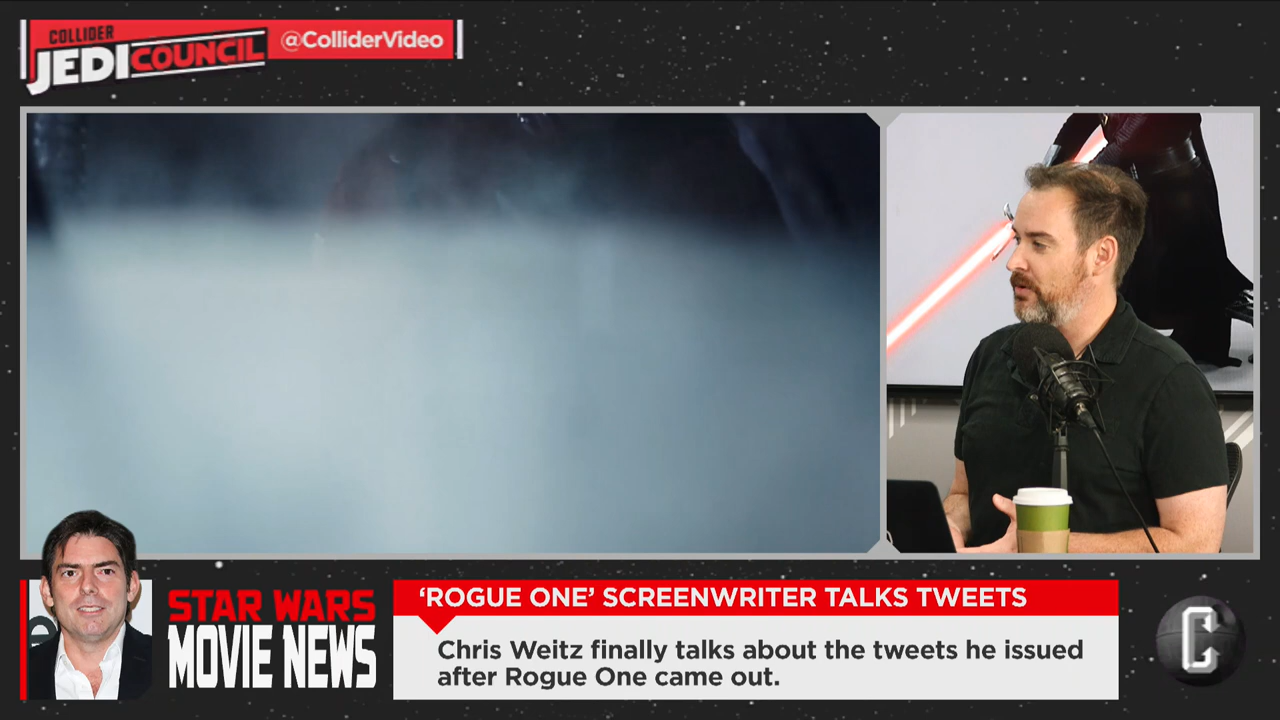 COLLIDER
JEDI COUNCIL
@ColliderVideo
STAR WARS
MOVIE NEWS
‘ROGUE ONE’ SCREENWRITER TALKS TWEETS
Chris Weitz finally talks about the tweets he issued
after Rogue One came out.